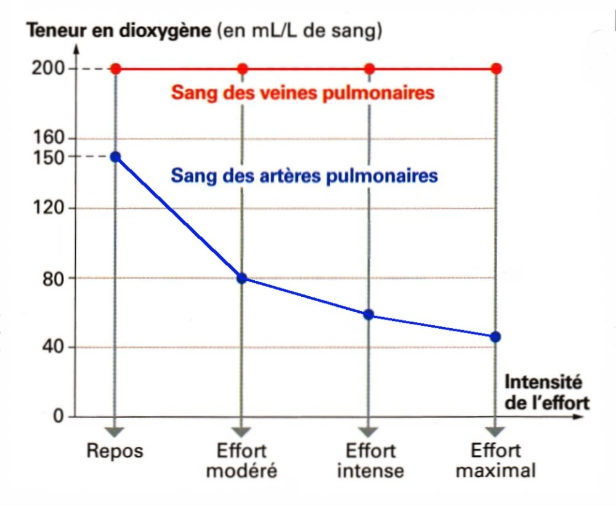 Teneur en dioxygène (en mL/L de sang)
200
Sang des veines pulmonaires
160
150
Sang des artères pulmonaires
120
80
40
Intensité
de l'effort
0
Repos
Effort
modéré
Effort
intense
Effort
maximal